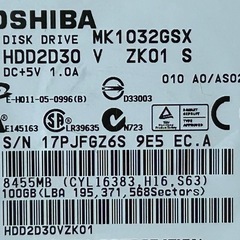 OSHIBA
DISK DRIVE MK1032GSX
HDD2D30 V ZK01 S
DC+5V 1.0A
010 A0/AS02
E-H011-05-0996(B)
D33003
E145163
LR39635
N723
S/N 17PJFGZ6S 9E5 EC.A
8455MB (CYL16383,H16,S63)
100GB(LBA 195,371,568Sectors)
HDD2D30VZK01